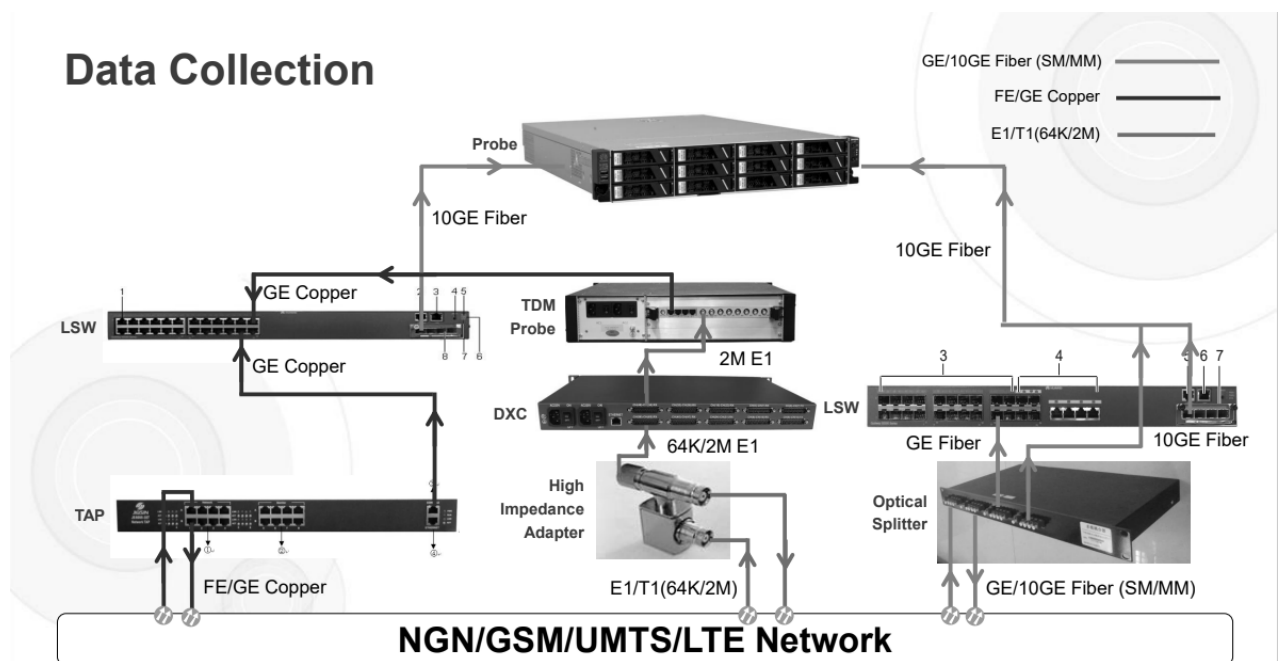 Data Collection
GE/10GE Fiber (SM/MM)
FE/GE Copper
E1/T1(64K/2M)
Probe
10GE Fiber
10GE Fiber
1
2
3
4
5
6
7
8
GE Copper
LSW
TDM
Probe
2M E1
GE Copper
3
4
5
6
7
DXC
LSW
64K/2M E1
GE Fiber
10GE Fiber
High
Impedance
Adapter
Optical
Splitter
TAP
FE/GE Copper
E1/T1(64K/2M)
GE/10GE Fiber (SM/MM)
NGN/GSM/UMTS/LTE Network